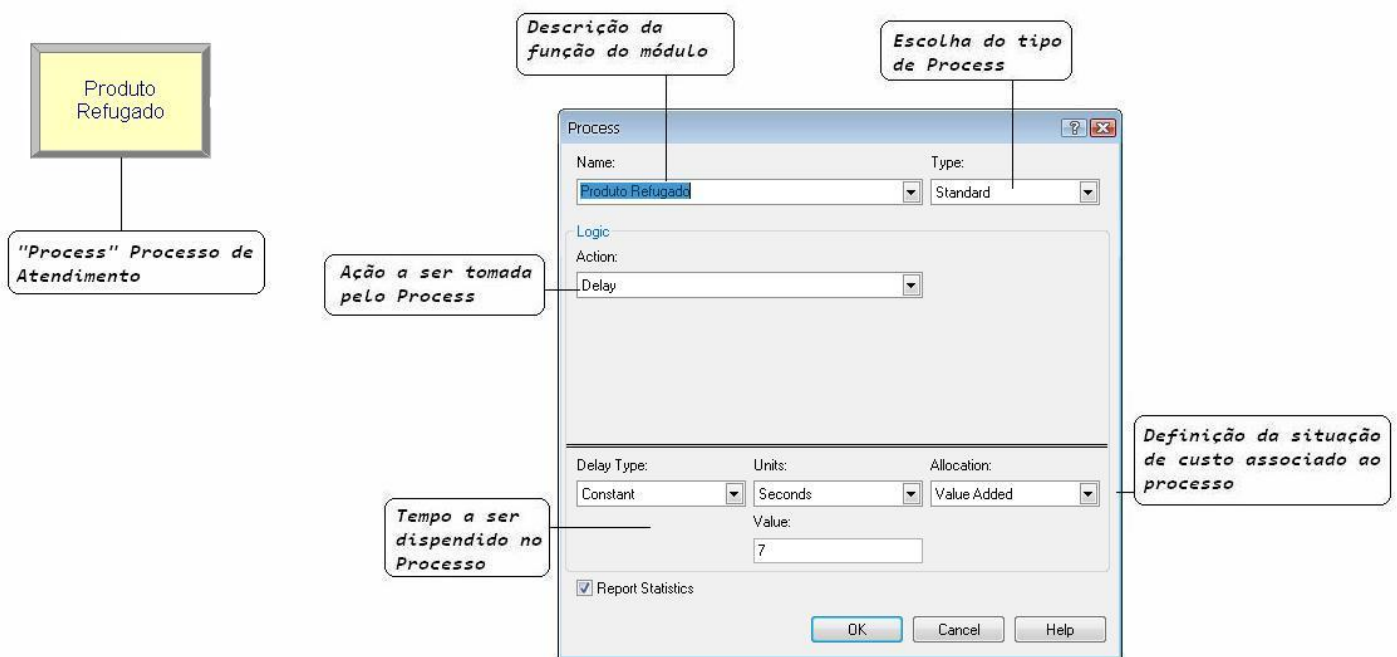 Descrição da
função do módulo
Escolha do tipo
de Process
Produto
Refugado
Process
Name:
Type:
Produto Refugado
Standard
"Process" Processo de
Atendimento
Logic
Action:
Ação a ser tomada
pelo Process
Delay
Definição da situação
de custo associado ao
processo
Delay Type:
Units:
Allocation:
Constant
Seconds
Value Added
Tempo a ser
dispendido no
Processo
Value:
7
Report Statistics
OK
Cancel
Help